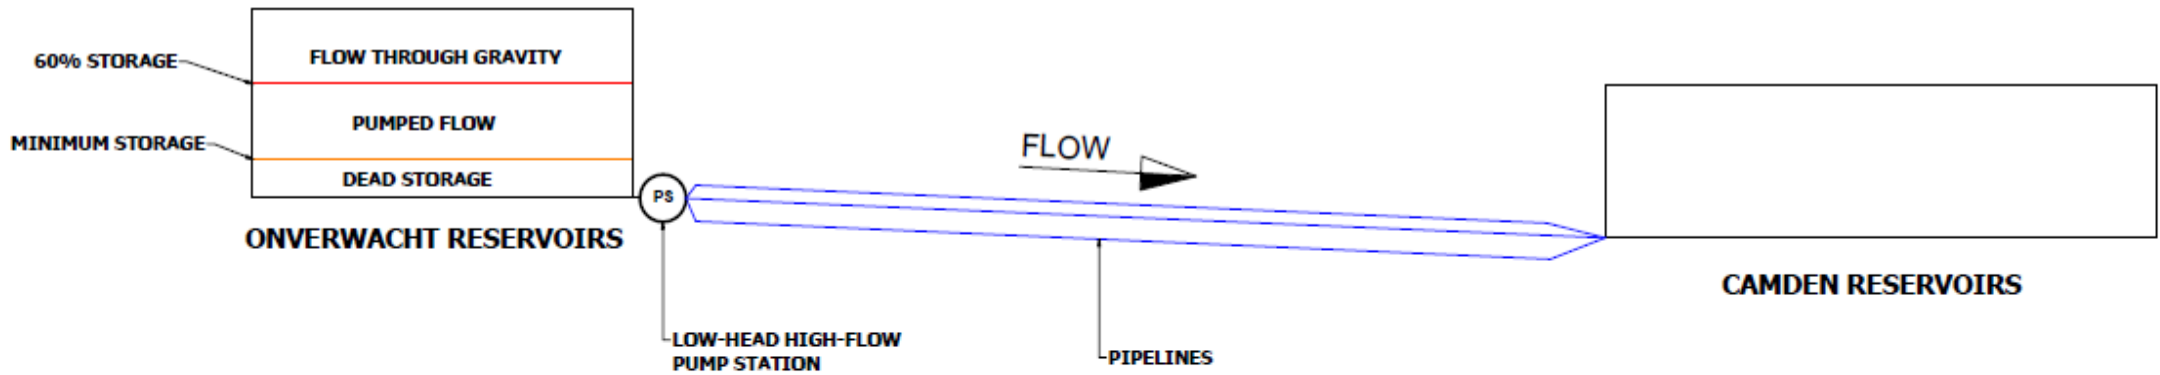 60% STORAGE
FLOW THROUGH GRAVITY
PUMPED FLOW
MINIMUM STORAGE
DEAD STORAGE
PS
ONVERWACHT RESERVOIRS
FLOW
CAMDEN RESERVOIRS
LOW-HEAD HIGH-FLOW
PUMP STATION
PIPELINES